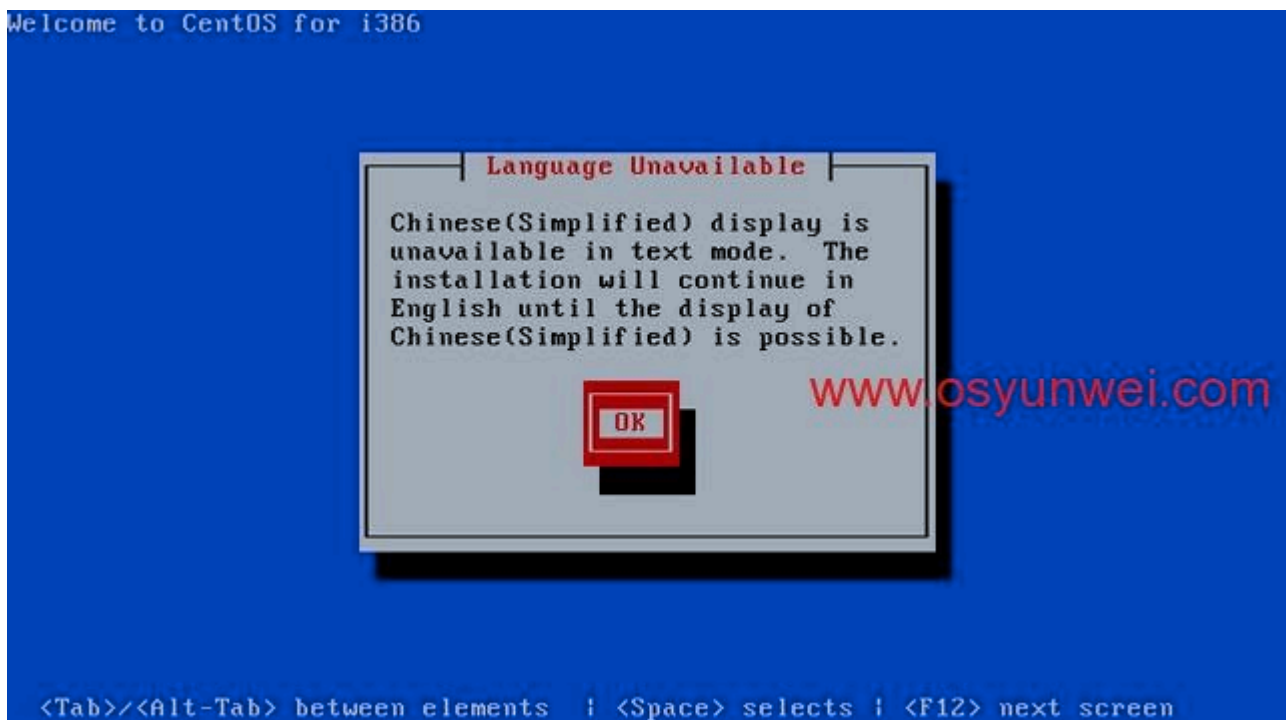 Welcome to CentOS for i386
Language Unavailable
Chinese(Simplified) display is
unavailable in text mode.  The
installation will continue in
English until the display of
Chinese(Simplified) is possible.
www.osyunwei.com
OK
<Tab>/<Alt-Tab> between elements  ¦ <Space> selects ¦ <F12> next screen